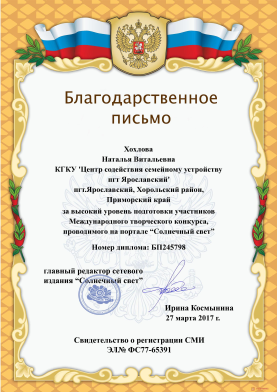 Благодарственное
письмо
Хохлова
Наталья Витальевна
КГКУ 'Центр содействия семейному устройству
пгт Ярославский'
пгт.Ярославский, Хорольский район,
Приморский край
за высокий уровень подготовки участников
Международного творческого конкурса,
проводимого на портале “Солнечный свет”
Номер диплома: БП245798
главный редактор сетевого
издания “Солнечный свет”
Ирина Космынина
27 марта 2017 г.
Свидетельство о регистрации СМИ
ЭЛ№ ФС77-65391